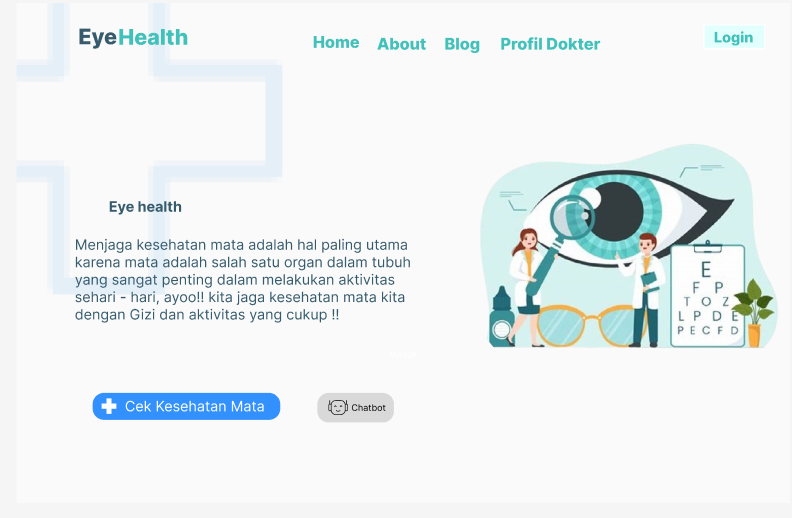 EyeHealth
Home About Blog Profil Dokter
Login
Eye health
Menjaga kesehatan mata adalah hal paling utama
karena mata adalah salah satu organ dalam tubuh
yang sangat penting dalam melakukan aktivitas
sehari - hari, ayoo!! kita jaga kesehatan mata kita
dengan Gizi dan aktivitas yang cukup !!
E
F P
T O Z
L P D E
P E C F D
Cek Kesehatan Mata
Chatbot